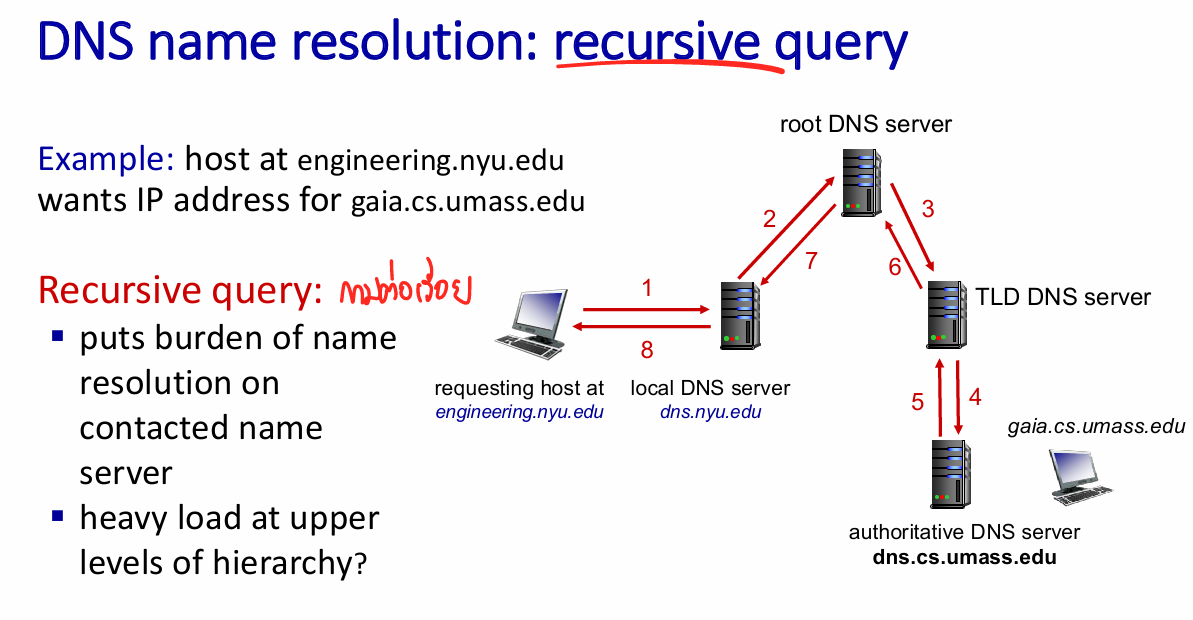 DNS name resolution: recursive query
Example: host at engineering.nyu.edu
wants IP address for gaia.cs.umass.edu
Recursive query: ถามต่อเรื่อย
▪ puts burden of name
resolution on
contacted name
server
▪ heavy load at upper
levels of hierarchy?
root DNS server
2
3
7
6
TLD DNS server
1
8
requesting host at
engineering.nyu.edu
local DNS server
dns.nyu.edu
5
4
gaia.cs.umass.edu
authoritative DNS server
dns.cs.umass.edu